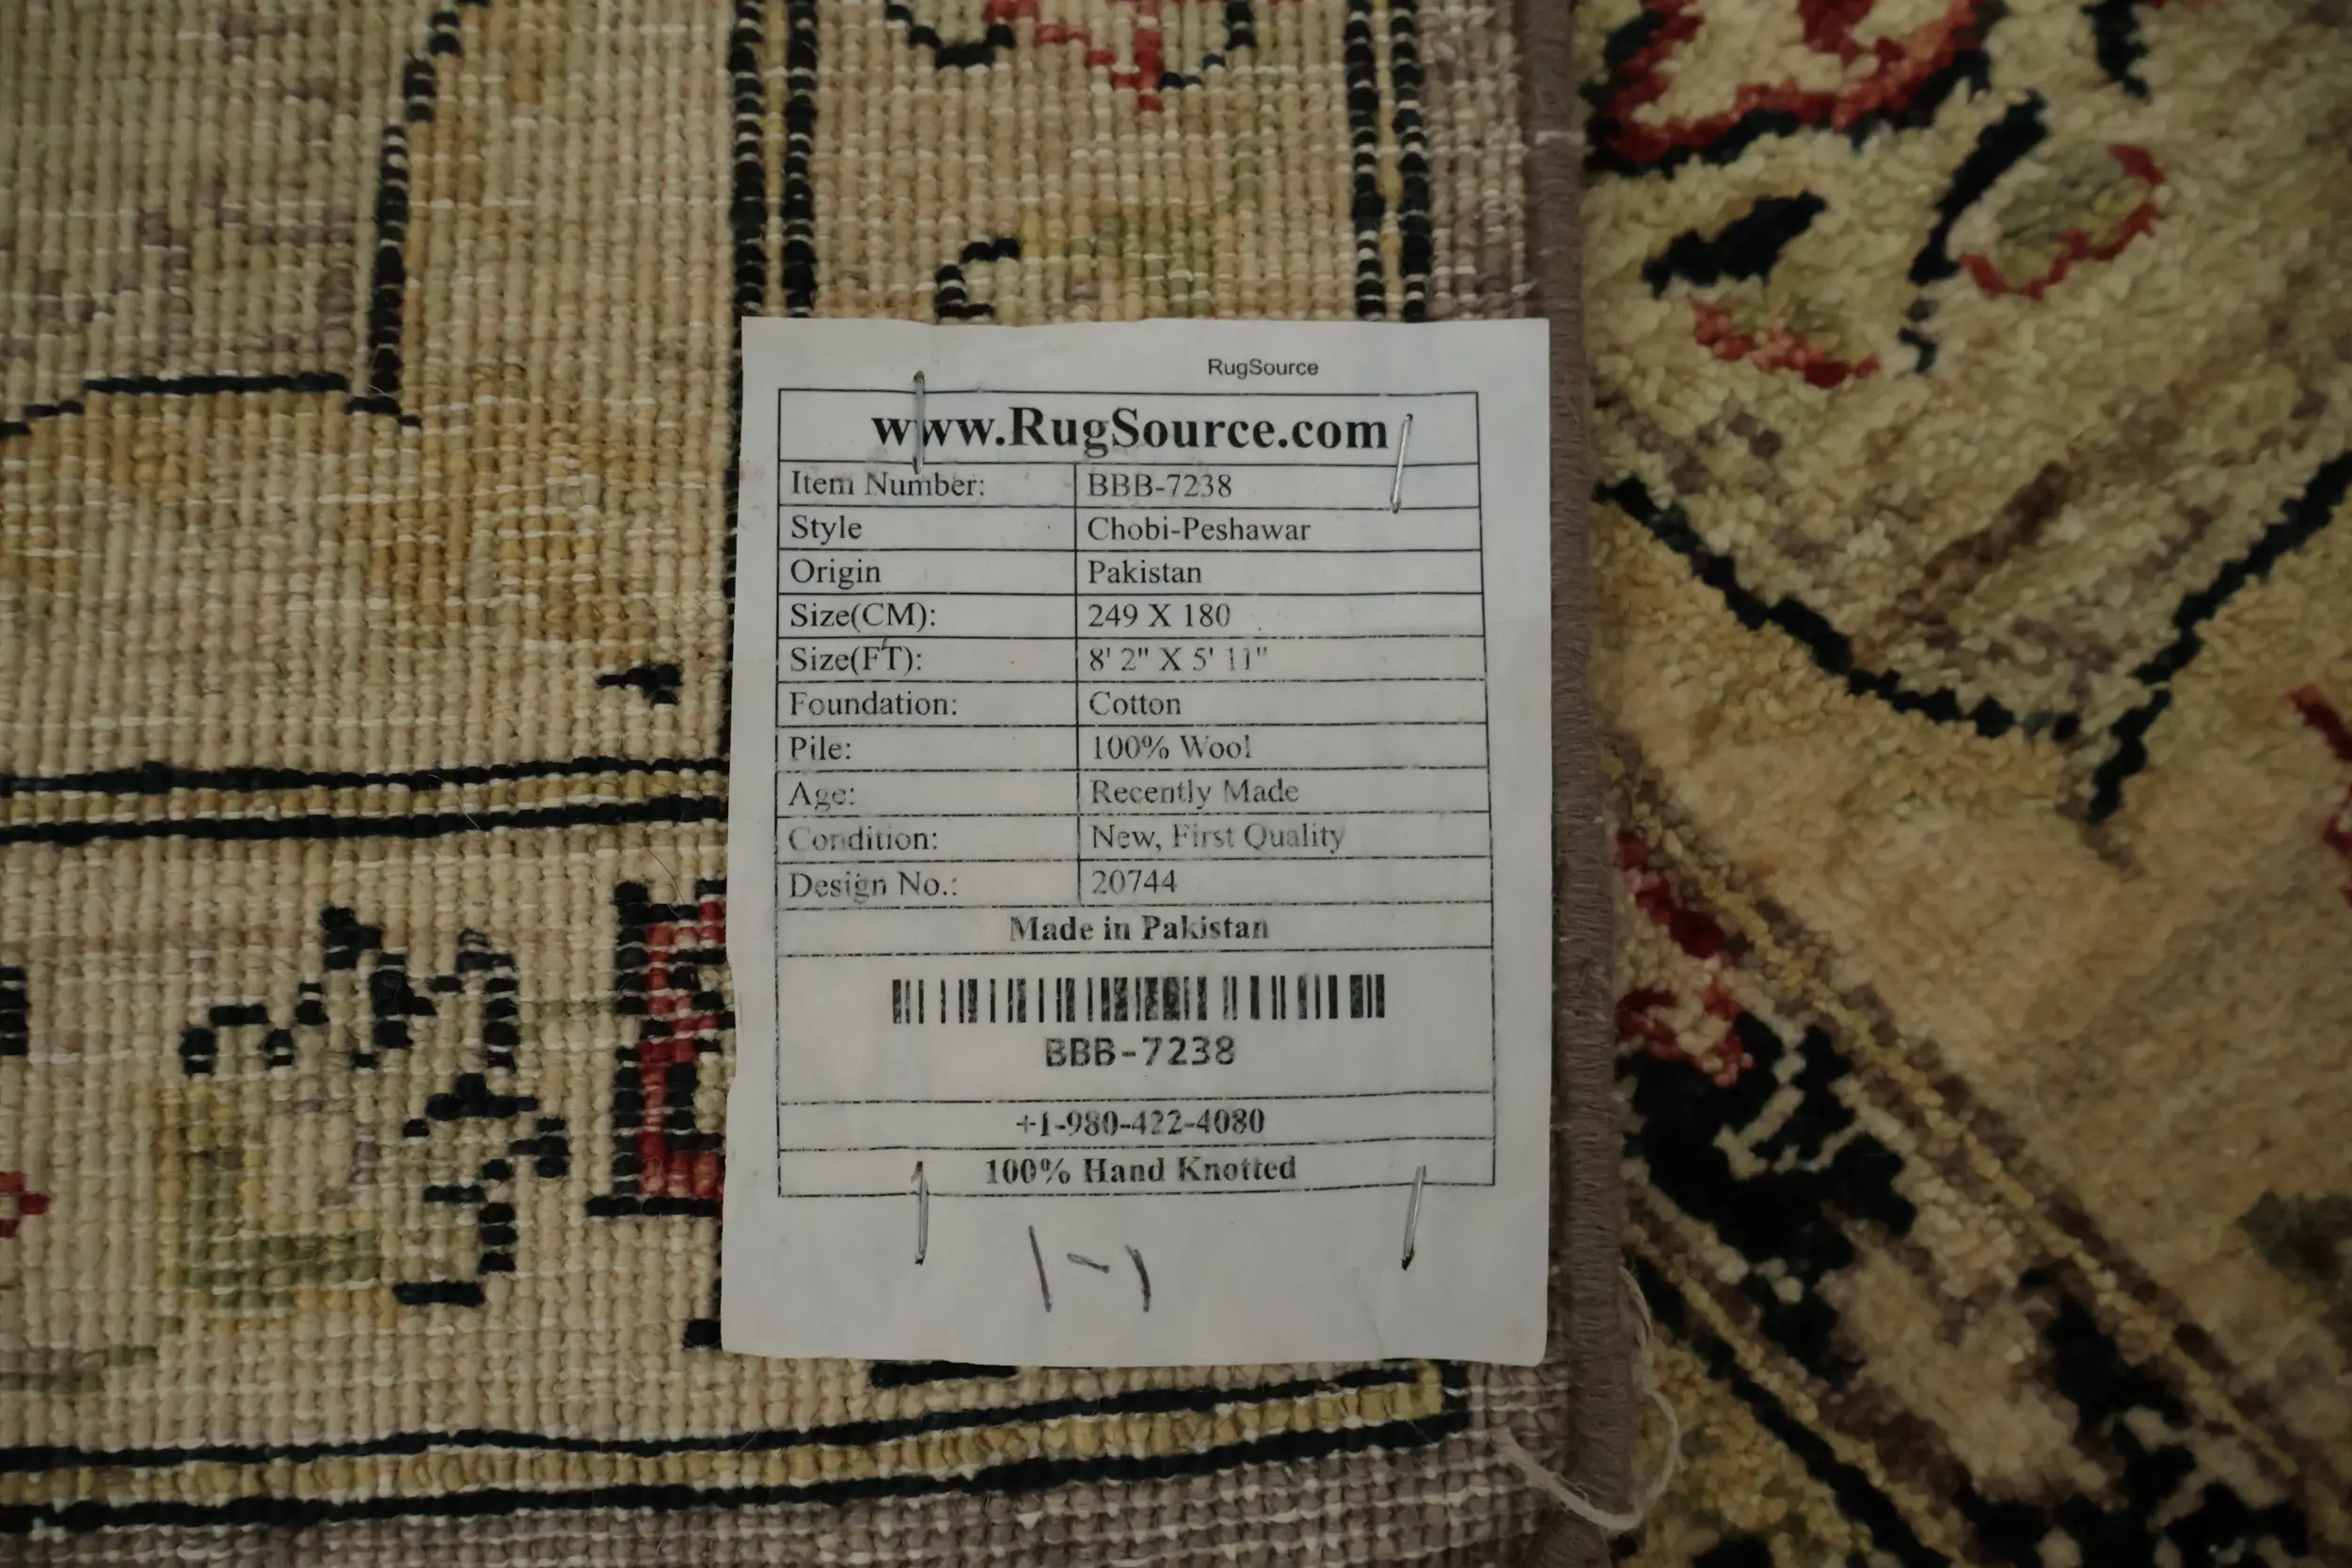 RugSource
www.RugSource.com
Item Number: BBB-7238
Style Chobi-Peshawar
Origin Pakistan
Size(CM): 249 X 180
Size(FT): 8' 2" X 5' 11"
Foundation: Cotton
Pile: 100% Wool
Age: Recently Made
Condition: New, First Quality
Design No.: 20744
Made in Pakistan
BBB-7238
+1-980-422-4080
100% Hand Knotted
1-1